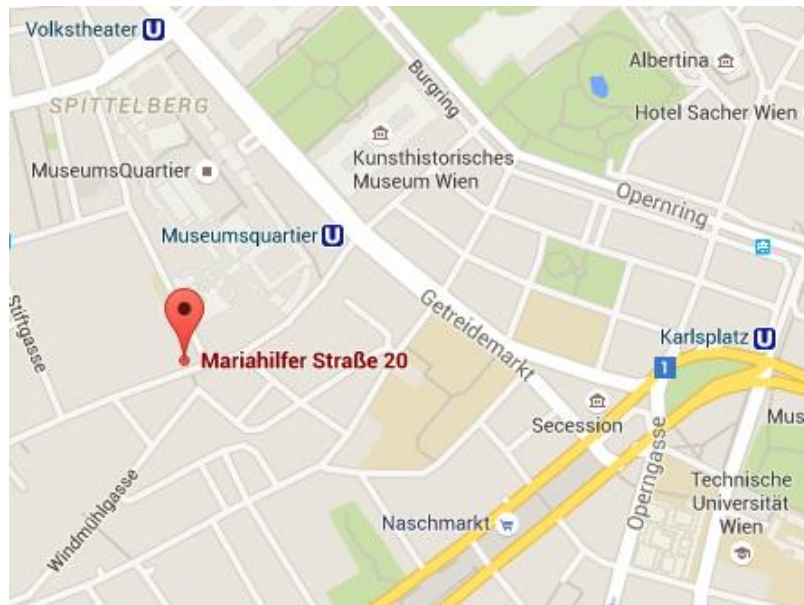 Volkstheater U
Albertina
Burgring
SPITTELBERG
Hotel Sacher Wien
Kunsthistorisches
Museum Wien
MuseumsQuartier
Opernring
Museumsquartier U
Stiftgasse
Getreidemarkt
Karlsplatz U
Mariahilfer Straße 20
1
Secession
Mus
Operngasse
Technische
Universität
Wien
Windmühlgasse
Naschmarkt